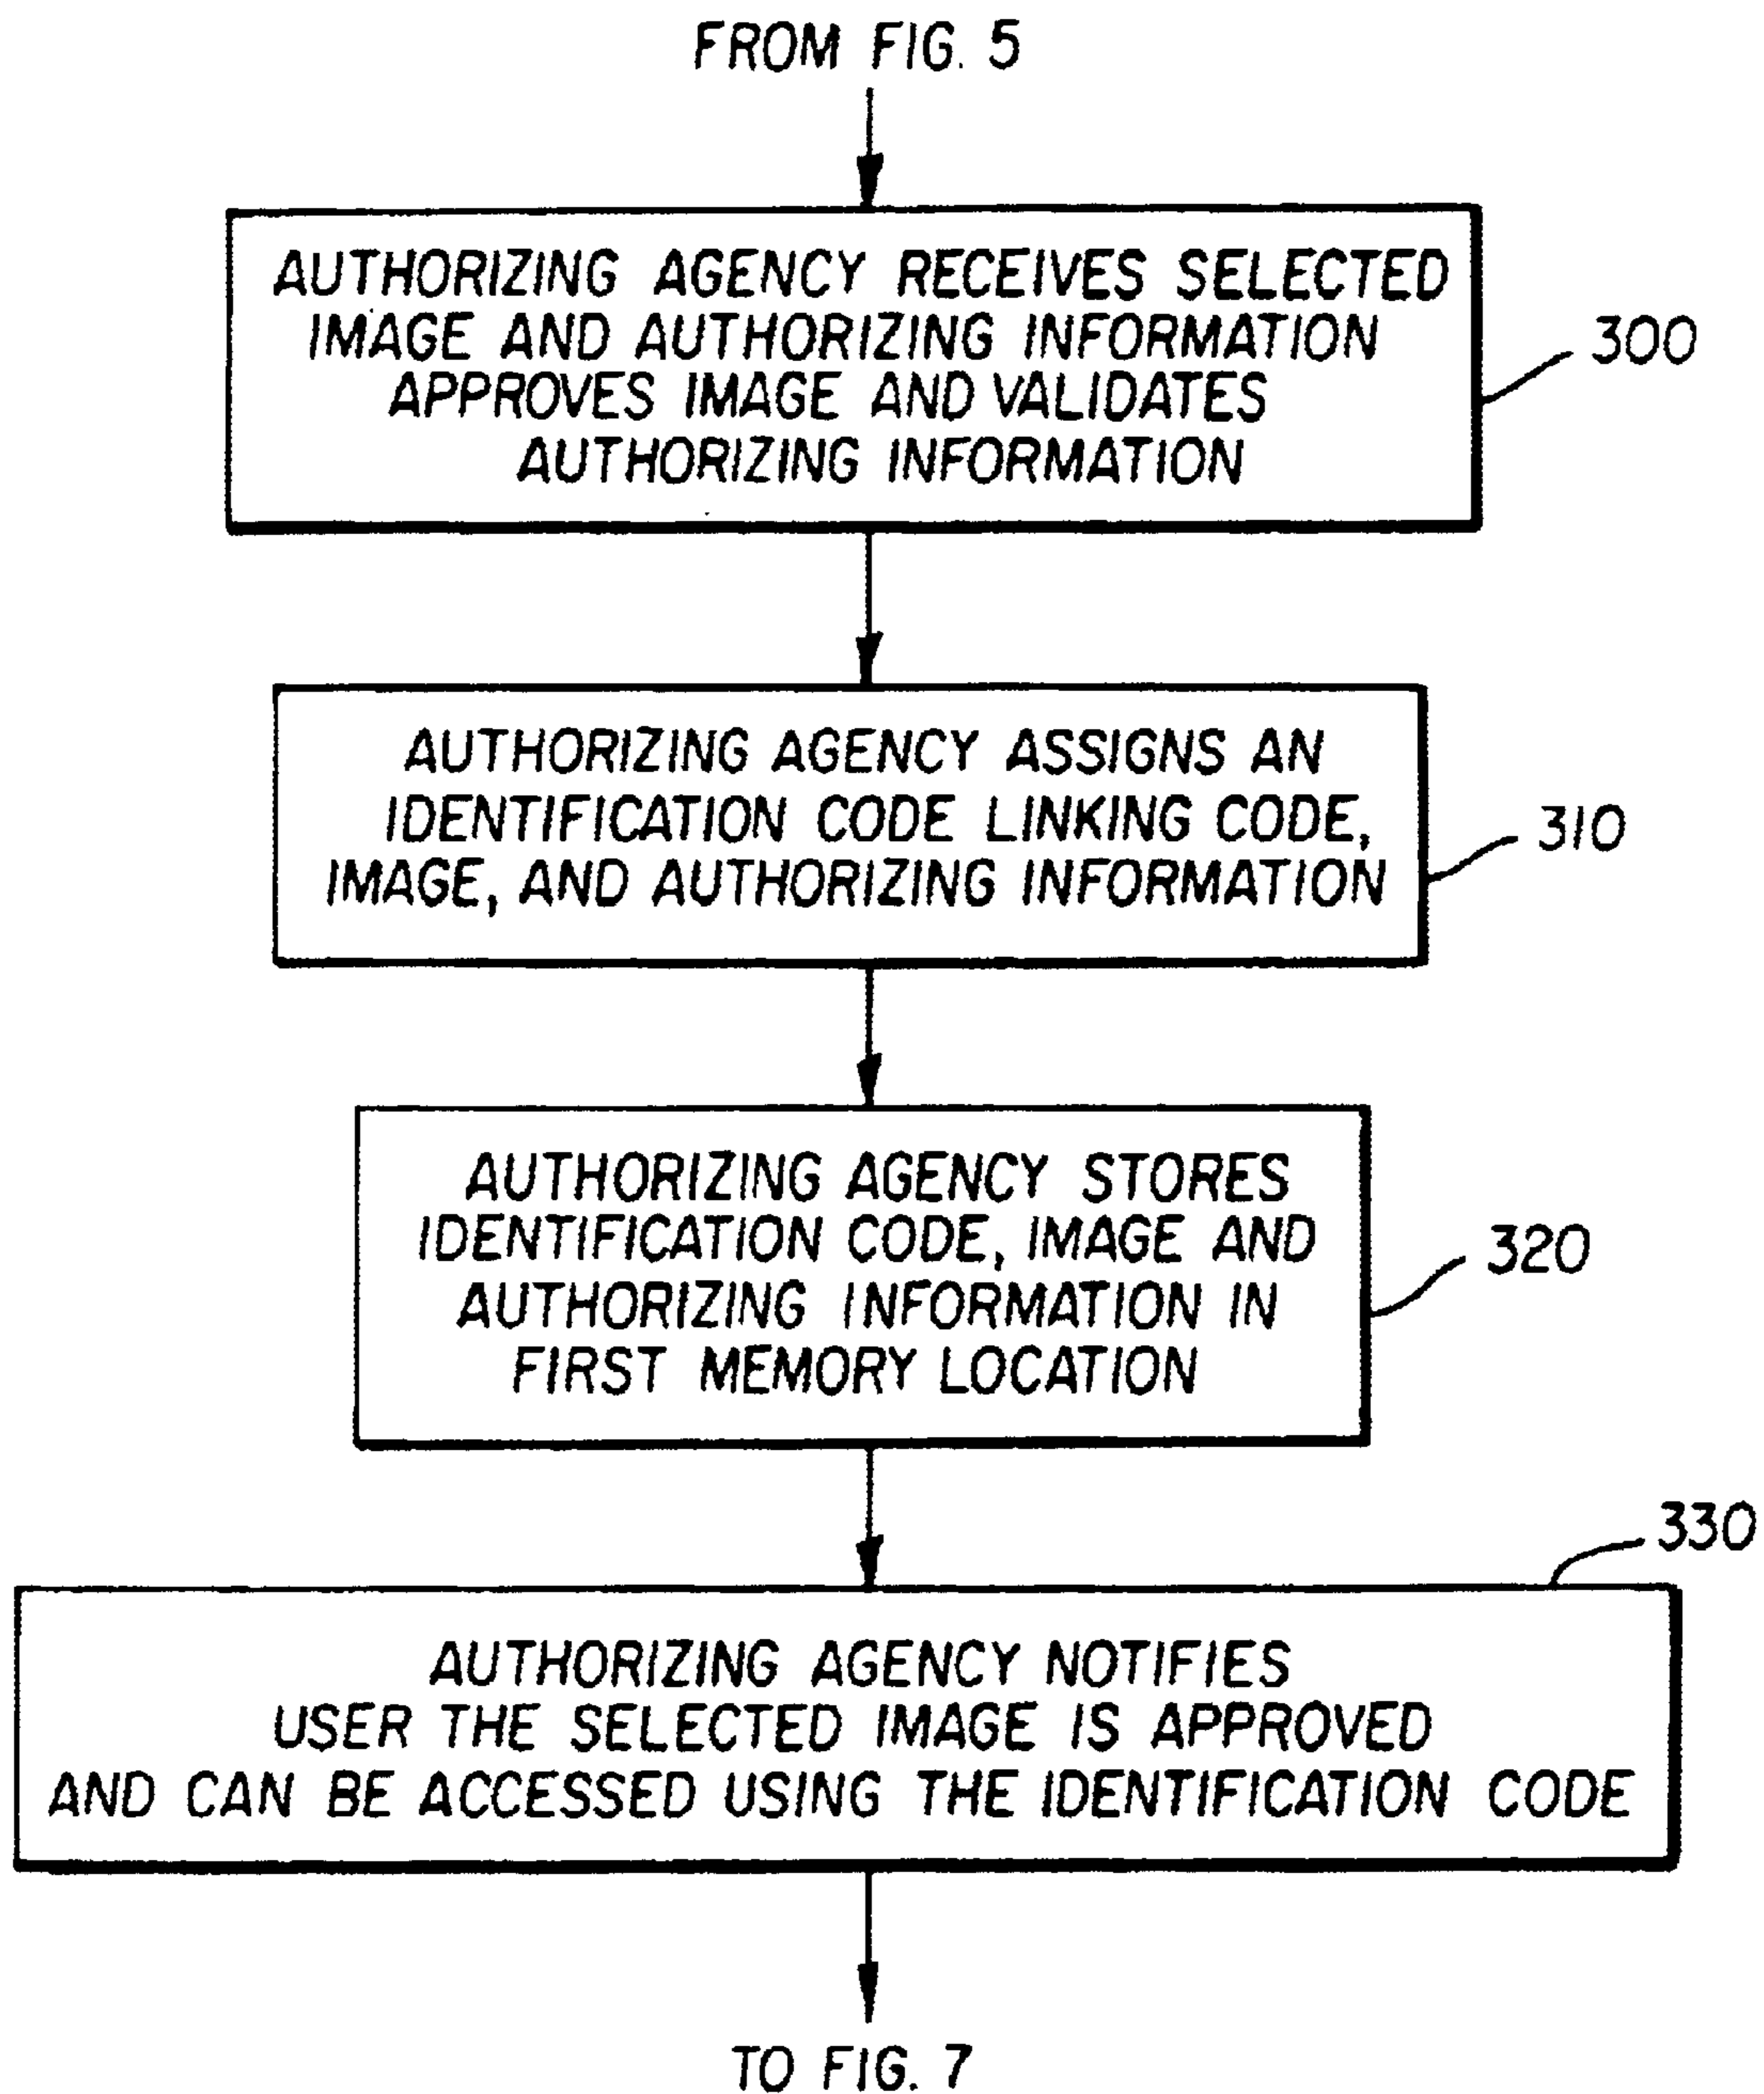 FROM FIG. 5
AUTHORIZING AGENCY RECEIVES SELECTED
IMAGE AND AUTHORIZING INFORMATION
APPROVES IMAGE AND VALIDATES
AUTHORIZING INFORMATION
300
AUTHORIZING AGENCY ASSIGNS AN
IDENTIFICATION CODE LINKING CODE,
IMAGE, AND AUTHORIZING INFORMATION
310
AUTHORIZING AGENCY STORES
IDENTIFICATION CODE, IMAGE AND
AUTHORIZING INFORMATION IN
FIRST MEMORY LOCATION
320
330
AUTHORIZING AGENCY NOTIFIES
USER THE SELECTED IMAGE IS APPROVED
AND CAN BE ACCESSED USING THE IDENTIFICATION CODE
TO FIG. 7